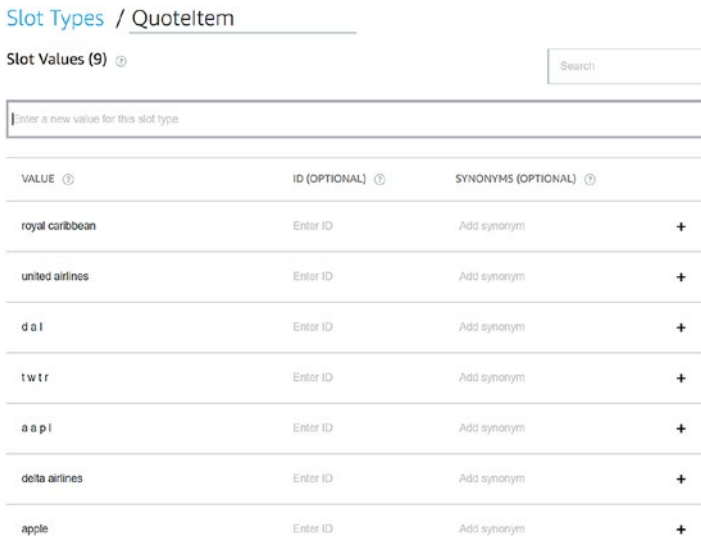 Slot Types / QuoteItem
Slot Values (9) ?
Search
Enter a new value for this slot type
VALUE ? ID (OPTIONAL) ? SYNONYMS (OPTIONAL) ?
royal caribbean Enter ID Add synonym +
united airlines Enter ID Add synonym +
d a l Enter ID Add synonym +
t w t r Enter ID Add synonym +
a a p l Enter ID Add synonym +
delta airlines Enter ID Add synonym +
apple Enter ID Add synonym +